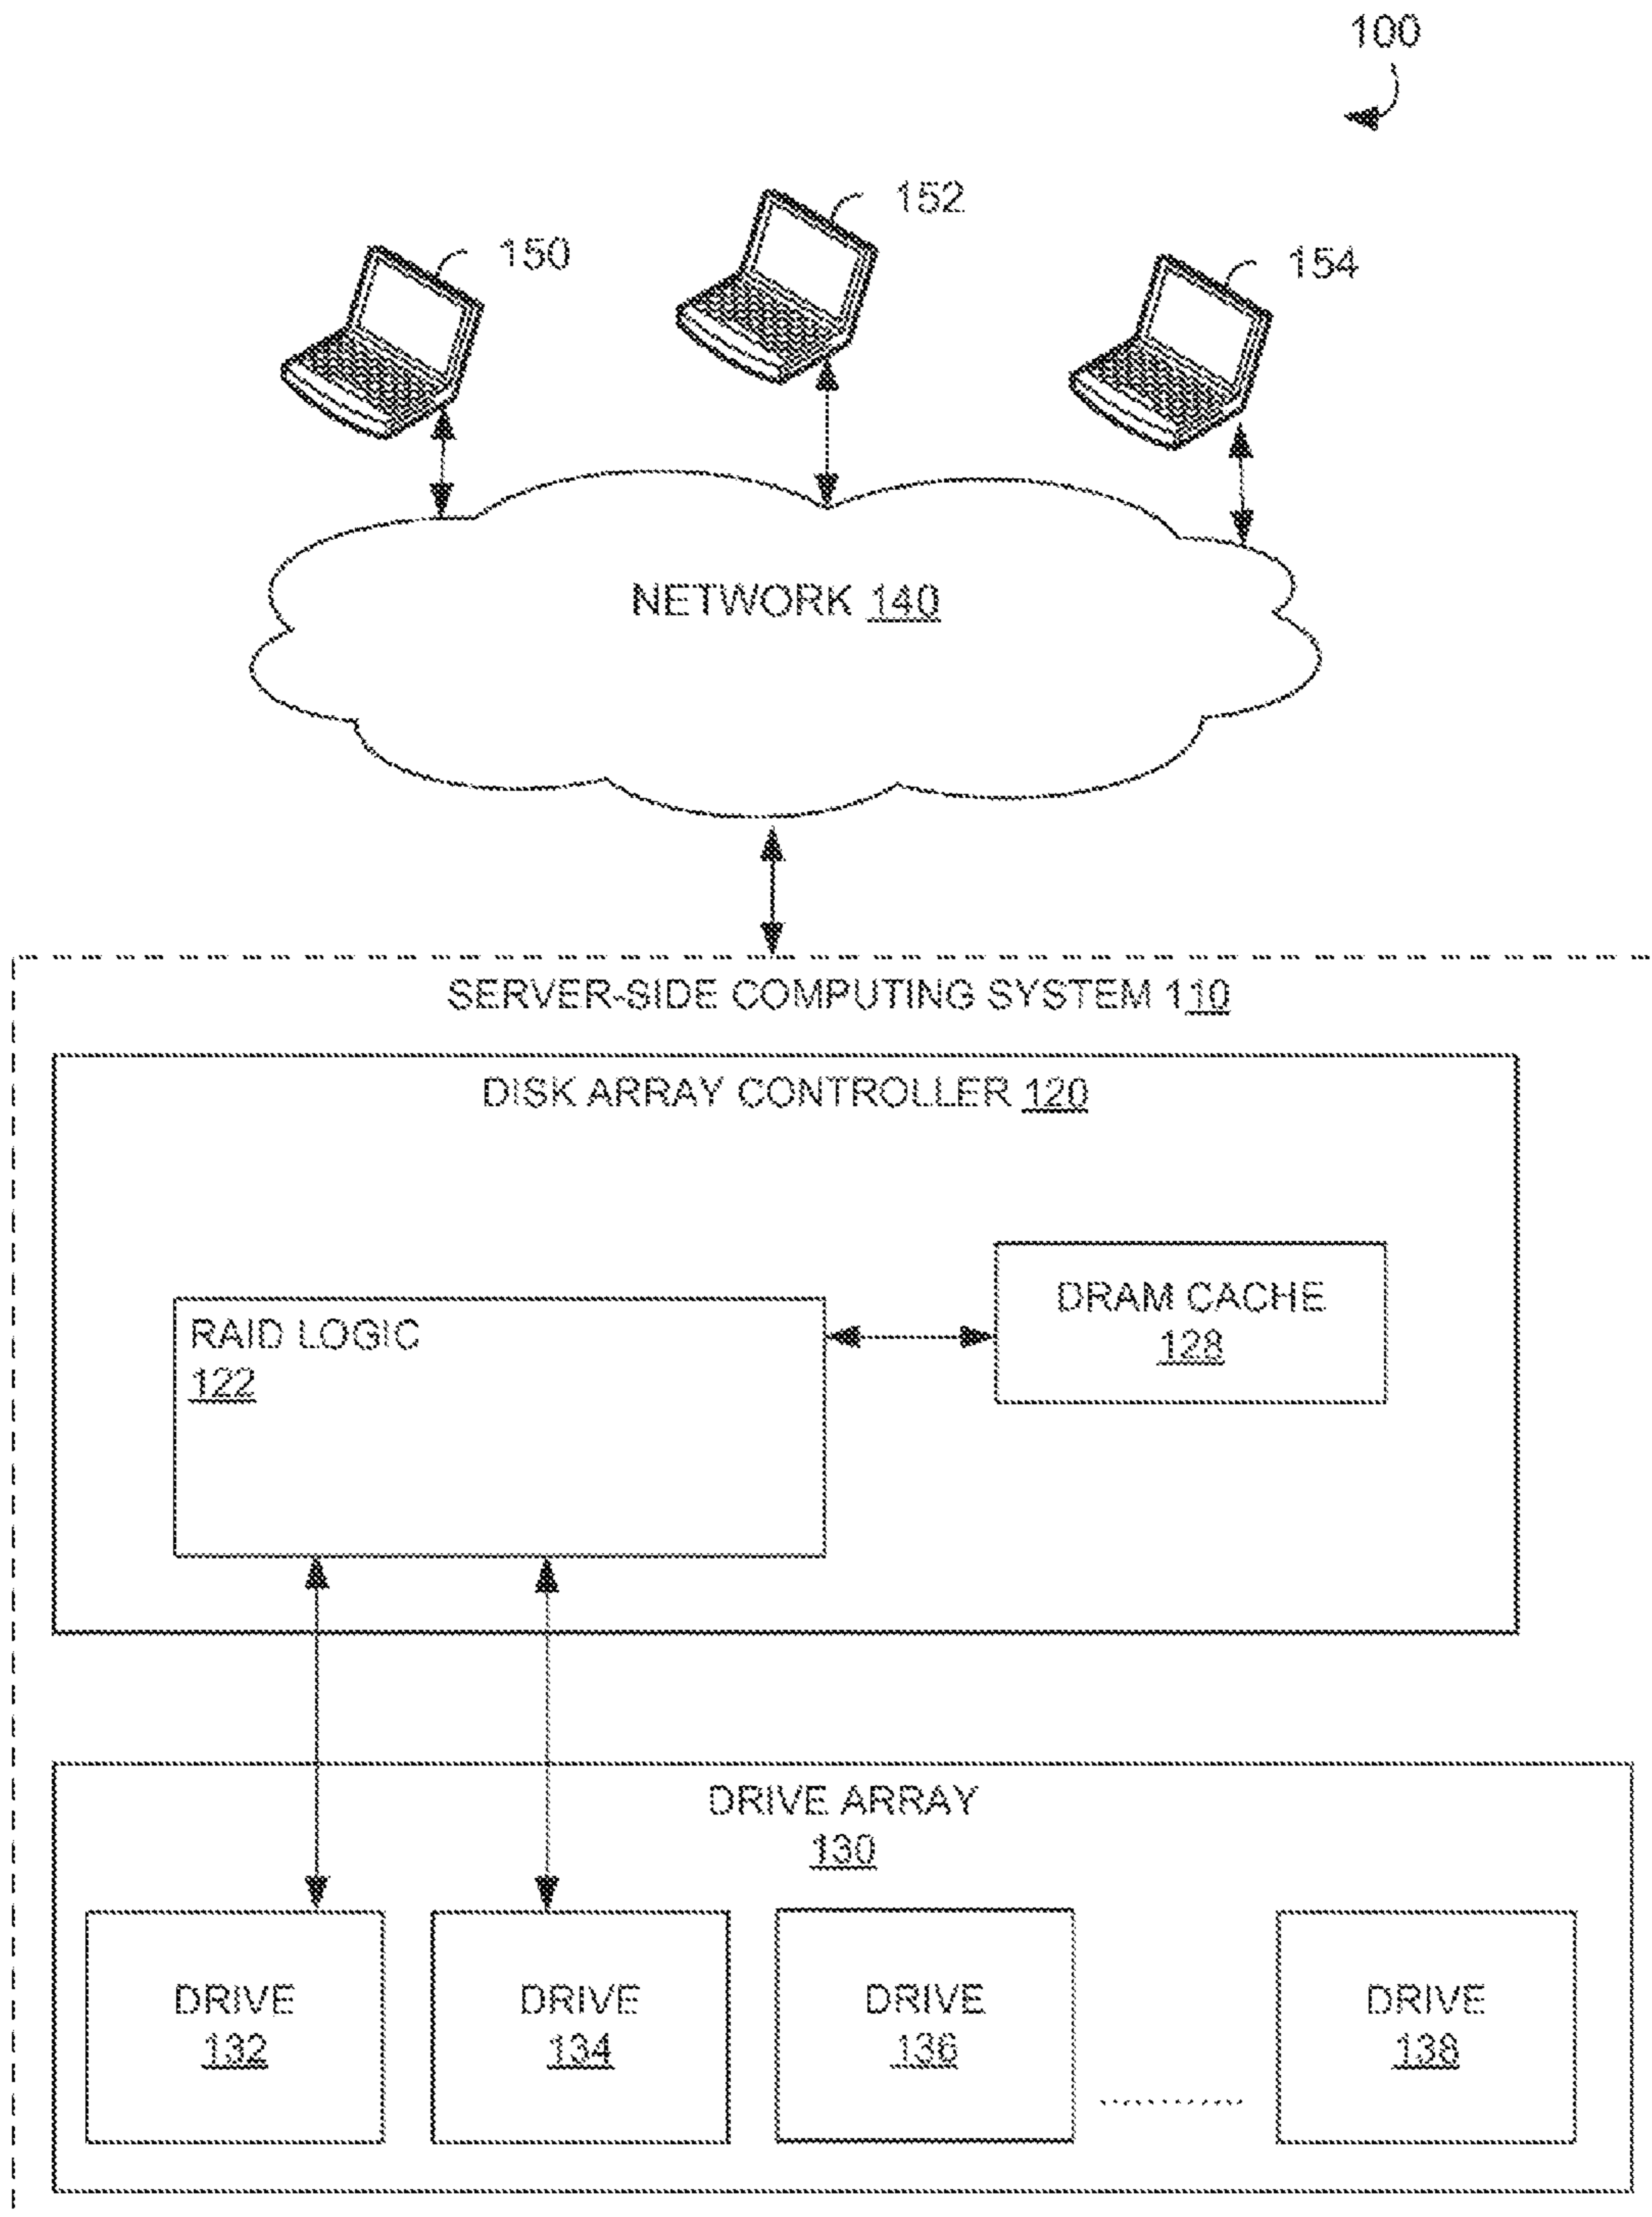 100
152
150
154
NETWORK 140
SERVER-SIDE COMPUTING SYSTEM 110
DISK ARRAY CONTROLLER 120
DRAM CACHE
128
RAID LOGIC
122
DRIVE ARRAY
130
DRIVE
132
DRIVE
134
DRIVE
136
DRIVE
138